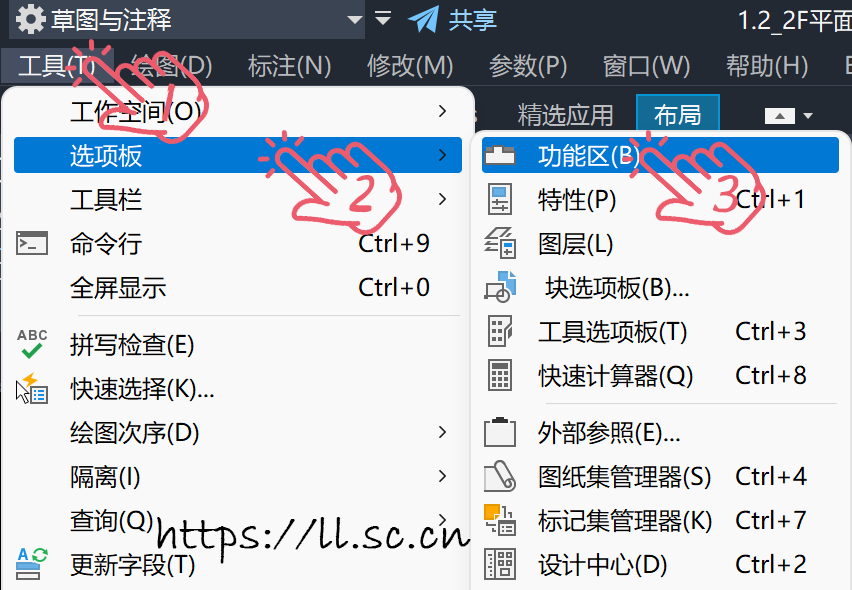 草图与注释 共享 1.2_2F平面
工具(T) 绘图(D) 标注(N) 修改(M) 参数(P) 窗口(W) 帮助(H)
精选应用 布局
工作空间(O)
选项板
工具栏
命令行 Ctrl+9
全屏显示 Ctrl+0
ABC 拼写检查(E)
快速选择(K)...
绘图次序(D)
隔离(I)
查询(Q)
更新字段(T)
功能区(B)
特性(P) Ctrl+1
图层(L)
块选项板(B)...
工具选项板(T) Ctrl+3
快速计算器(Q) Ctrl+8
外部参照(E)...
图纸集管理器(S) Ctrl+4
标记集管理器(K) Ctrl+7
设计中心(D) Ctrl+2
1
2
3
https://ll.sc.cn